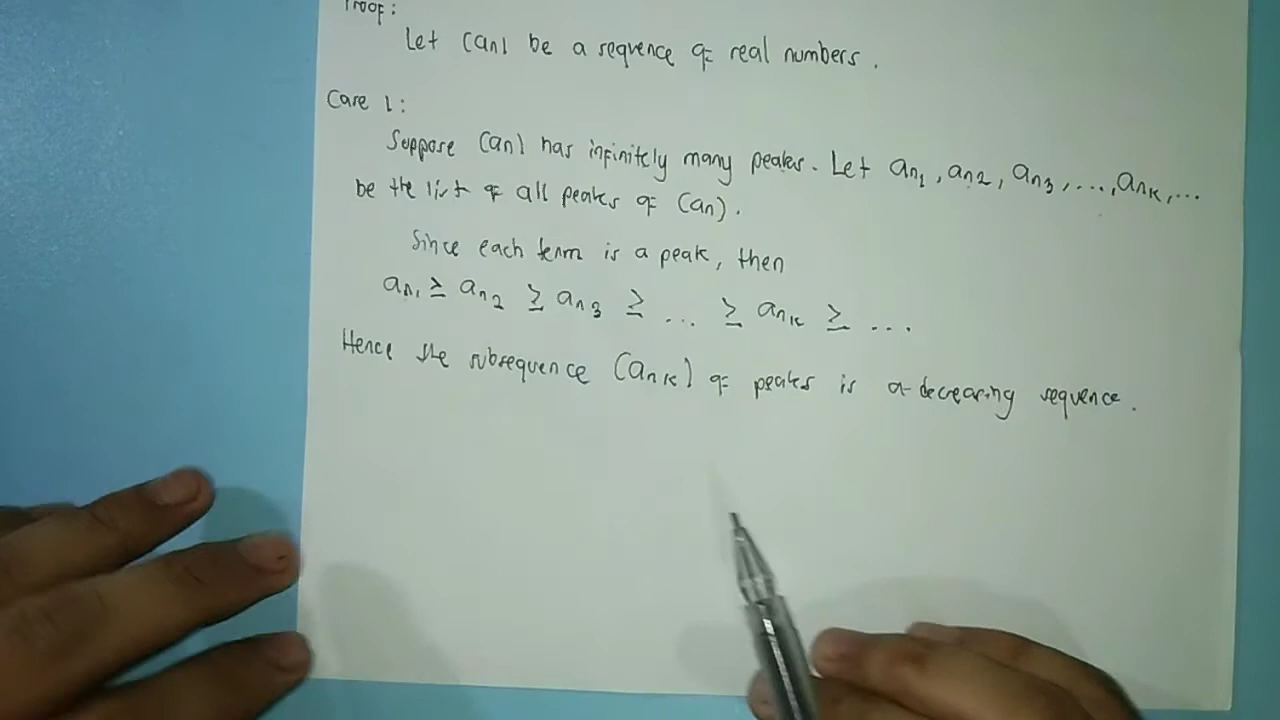 Proof:
Let (an) be a sequence of real numbers.
Case 1:
Suppose (an) has infinitely many peaks. Let an₁, an₂, an₃, ..., anₖ, ...
be the list of all peaks of (an).
Since each term is a peak, then
an₁ ≥ an₂ ≥ an₃ ≥ ... ≥ anₖ ≥ ...
Hence the subsequence (anₖ) of peaks is a decreasing sequence.